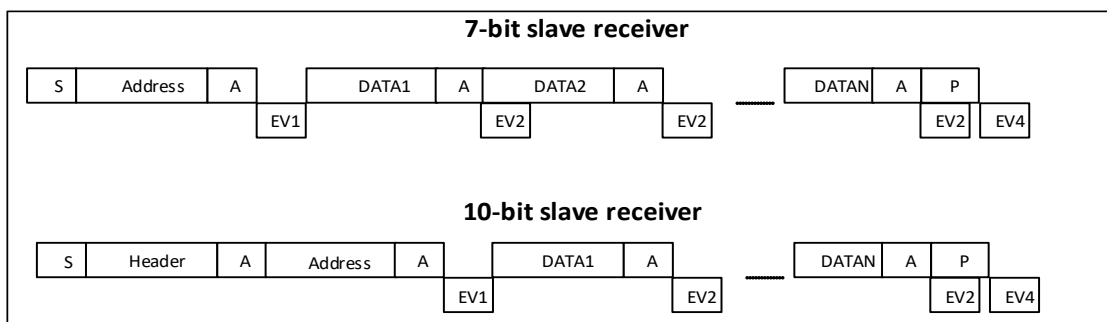 7-bit slave receiver
S Address A DATA1 A DATA2 A DATAN A P
EV1 EV2 EV2 EV2 EV4
10-bit slave receiver
S Header A Address A DATA1 A DATAN A P
EV1 EV2 EV2 EV4